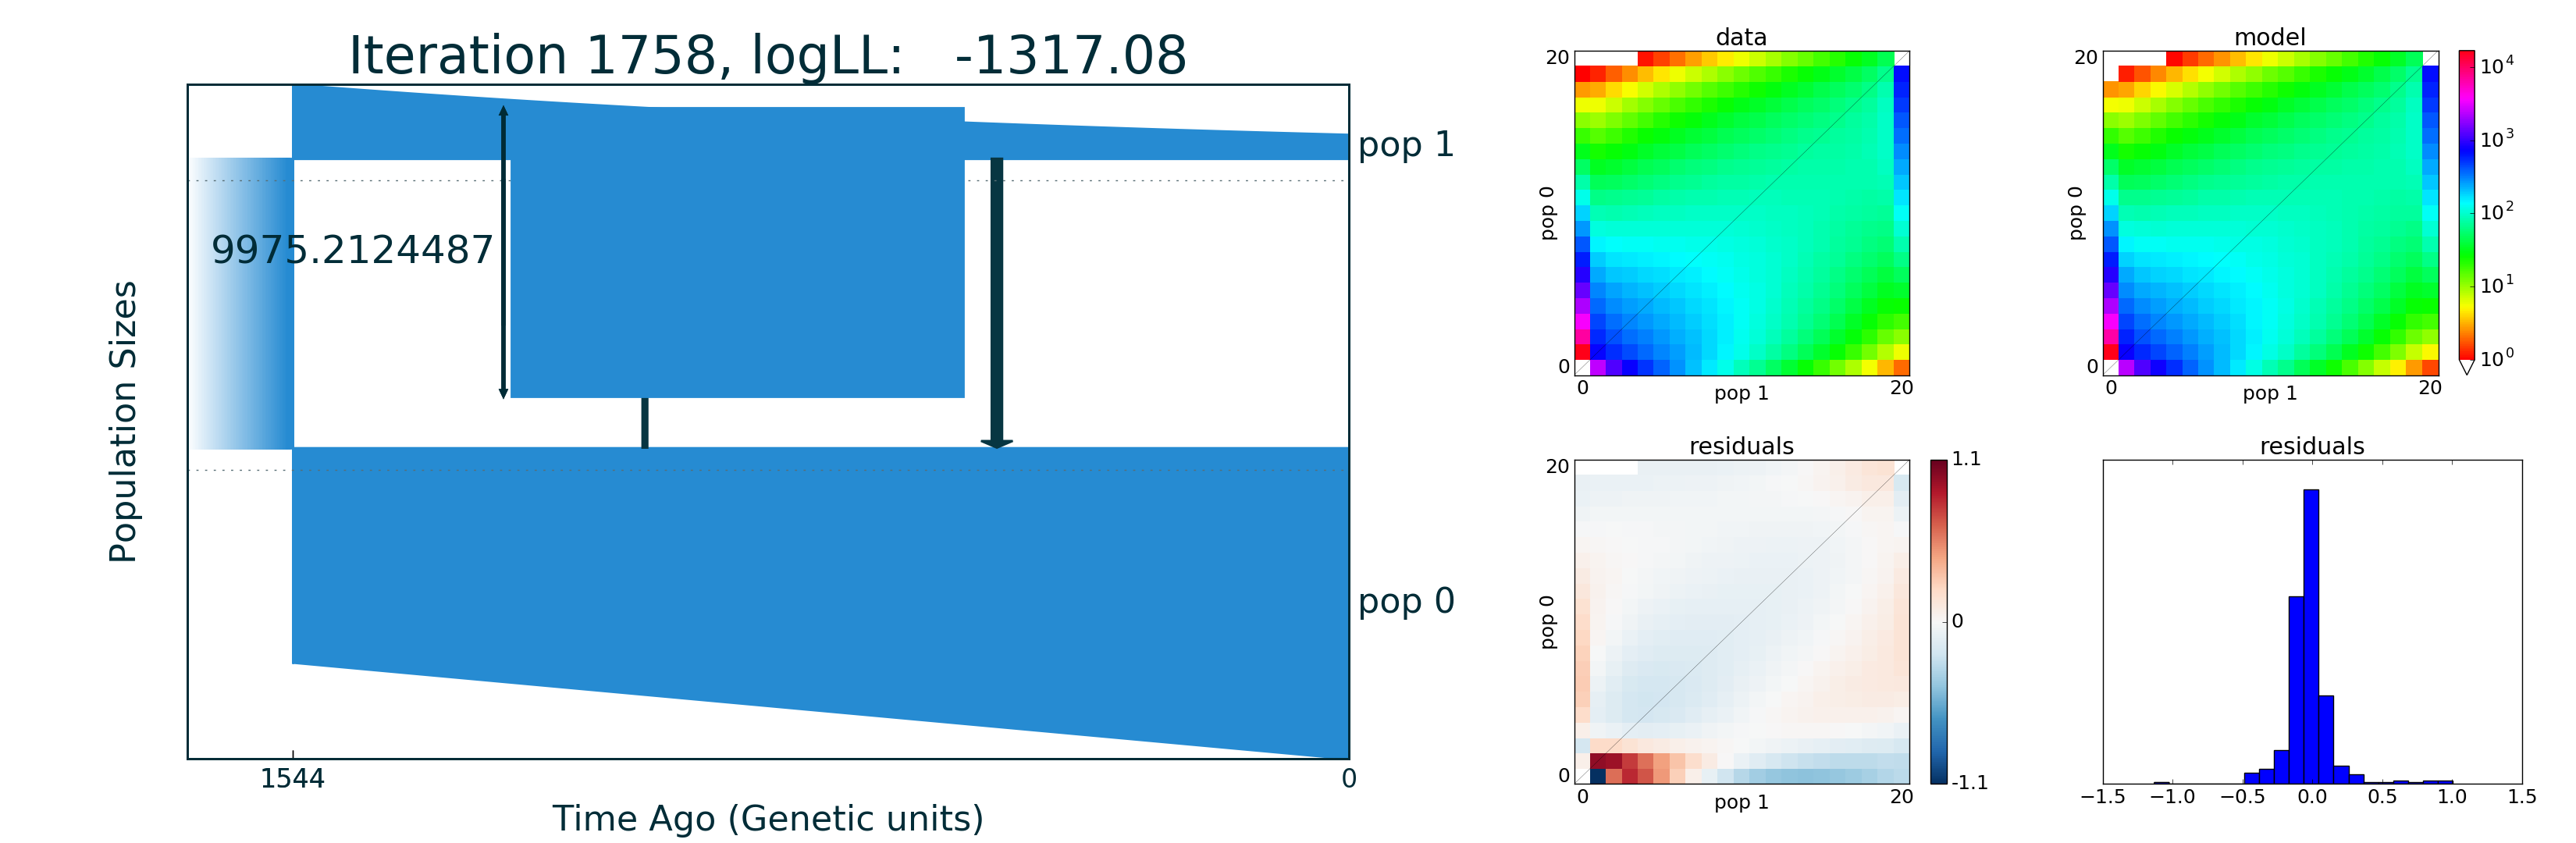 Iteration 1758, logLL:   -1317.08
Population Sizes
9975.2124487
pop 1
pop 0
1544
0
Time Ago (Genetic units)
data
20
pop 0
0
0
pop 1
20
model
20
pop 0
0
0
pop 1
20
10^4
10^3
10^2
10^1
10^0
residuals
20
pop 0
0
0
pop 1
20
1.1
0
-1.1
residuals
−1.5
−1.0
−0.5
0.0
0.5
1.0
1.5